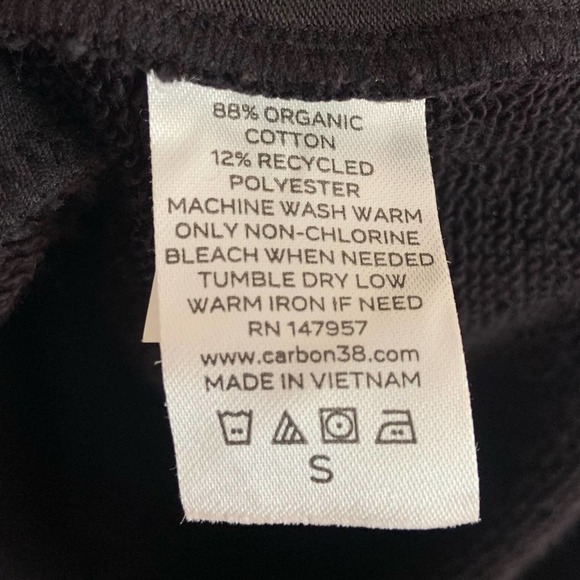 88% ORGANIC
COTTON
12% RECYCLED
POLYESTER
MACHINE WASH WARM
ONLY NON-CHLORINE
BLEACH WHEN NEEDED
TUMBLE DRY LOW
WARM IRON IF NEED
RN 147957
www.carbon38.com
MADE IN VIETNAM
S